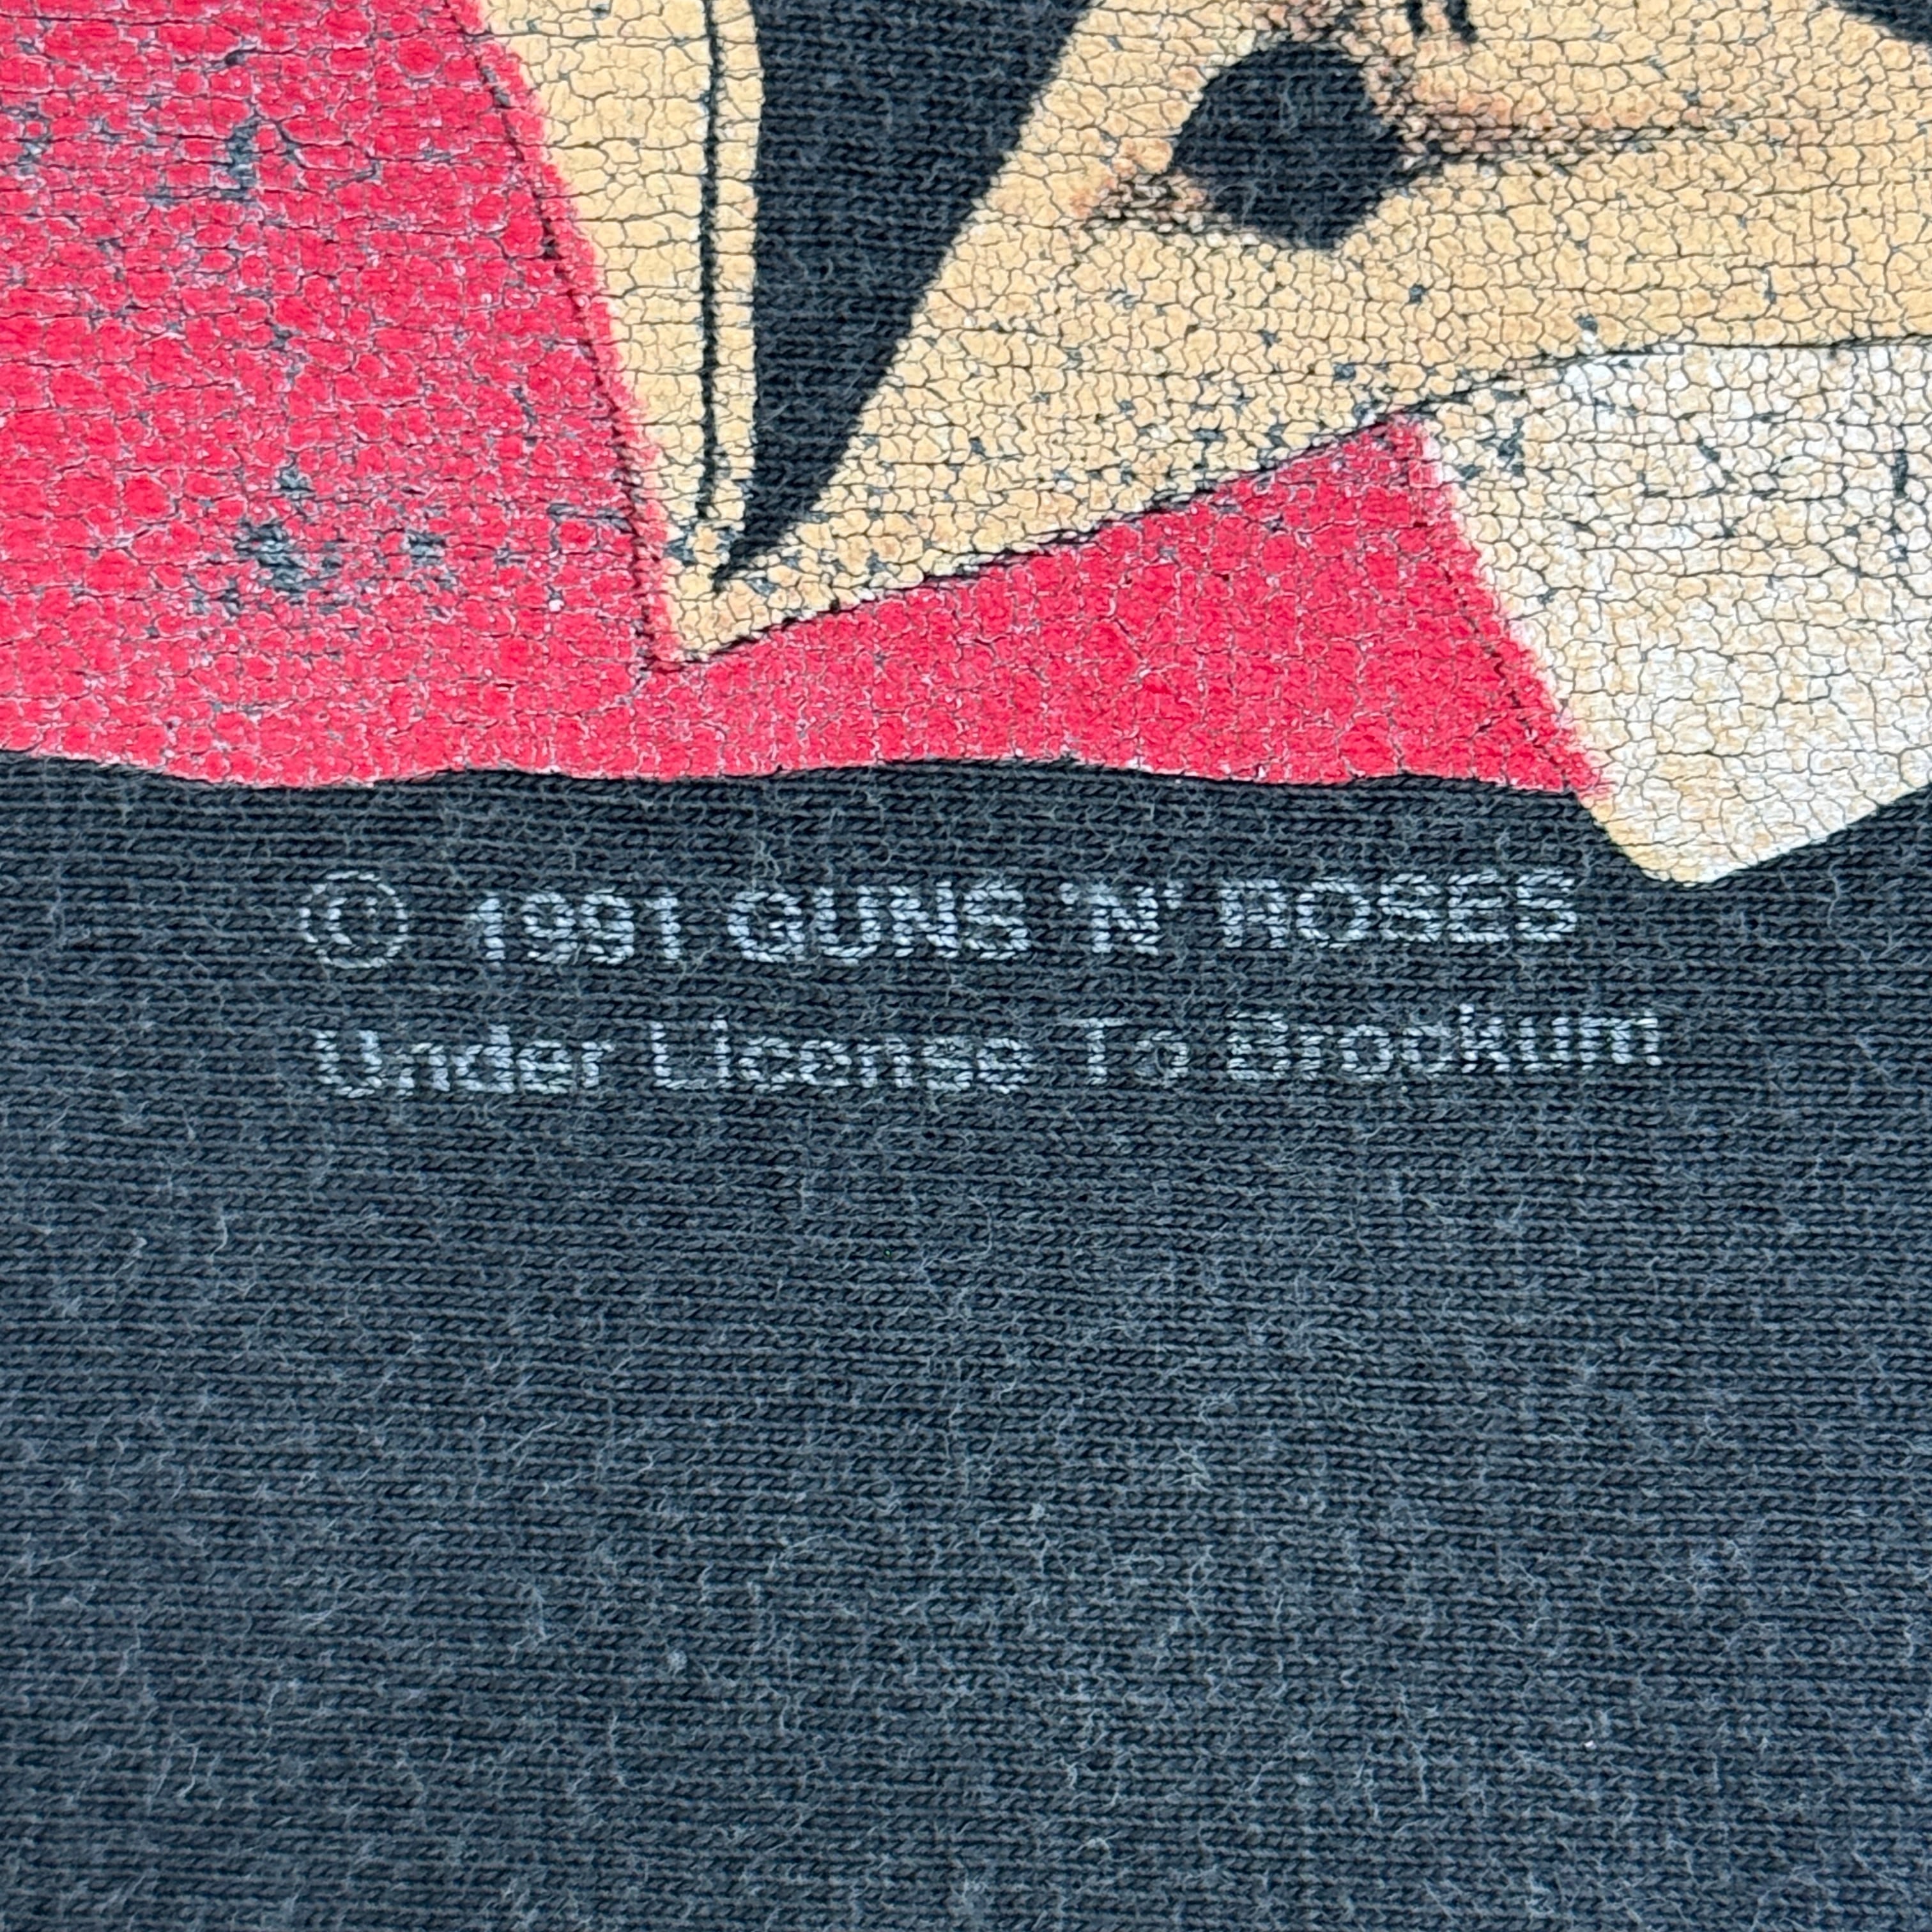 © 1991 GUNS 'N' ROSES
Under License To Brockum